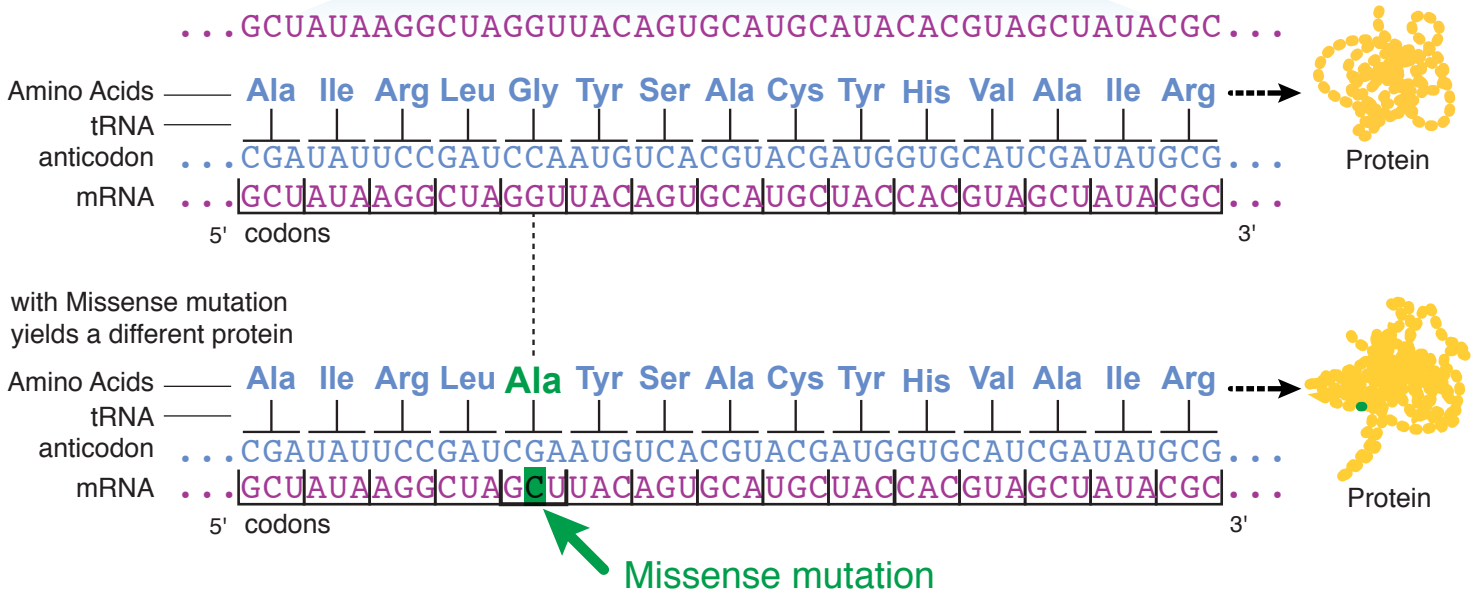 ...GCUAUAAGGCUAGGUUACAGUGCAUGCAUACACGUAGCUAUACGC...
Amino Acids Ala Ile Arg Leu Gly Tyr Ser Ala Cys Tyr His Val Ala Ile Arg
tRNA
anticodon ...CGAUAUUCCGAUCCAAUGUCACGUACGAUGGUGCAUCGAUAUGCG...
Protein
mRNA ...GCUAUAAGGCUAGGUUACAGUGCAUGCUACCACGUAGCUAUACGC...
5' codons 3'
with Missense mutation
yields a different protein
Amino Acids Ala Ile Arg Leu Ala Tyr Ser Ala Cys Tyr His Val Ala Ile Arg
tRNA
anticodon ...CGAUAUUCCGAUCGAAUGUCACGUACGAUGGUGCAUCGAUAUGCG...
mRNA ...GCUAUAAGGCUAGCUUACAGUGCAUGCUACCACGUAGCUAUACGC...
Protein
5' codons 3'
Missense mutation